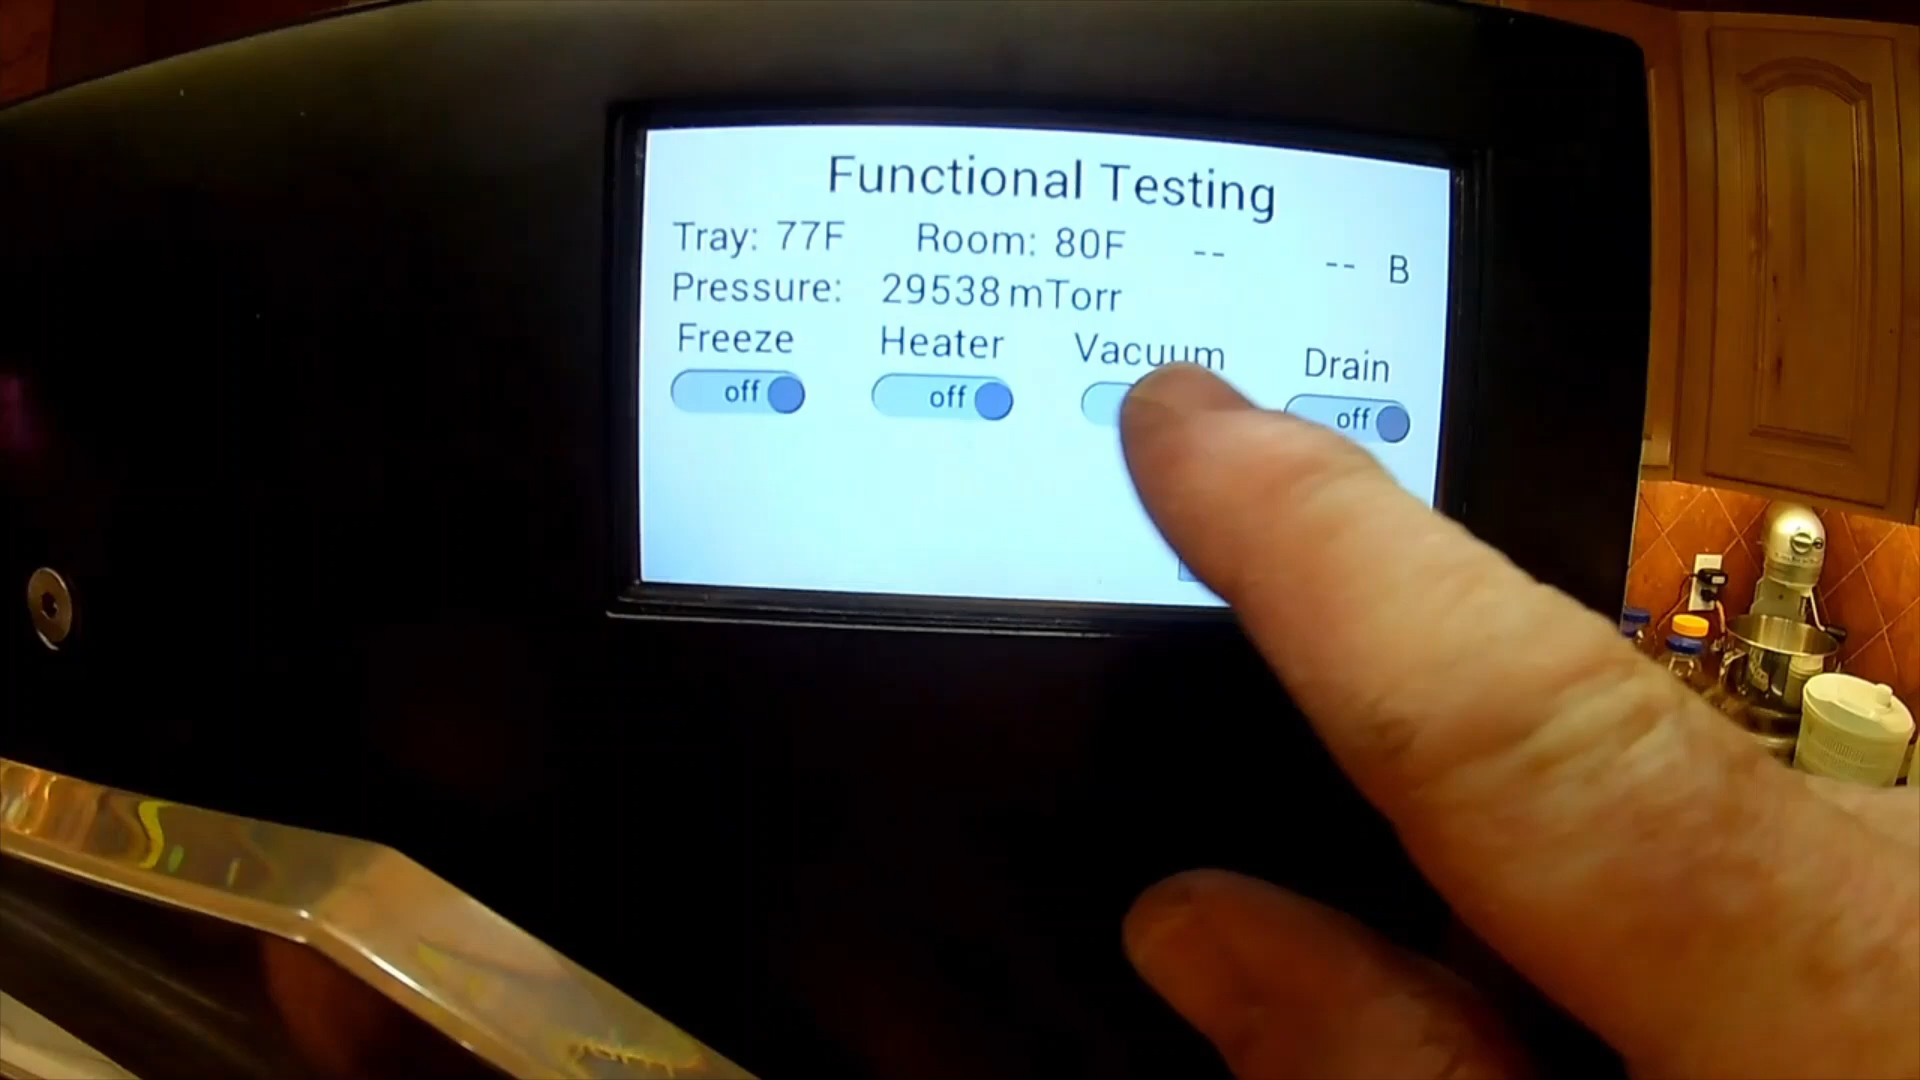 Functional Testing
Tray: 77F Room: 80F -- -- B
Pressure: 29538 mTorr
Freeze Heater Vacuum Drain
off off off